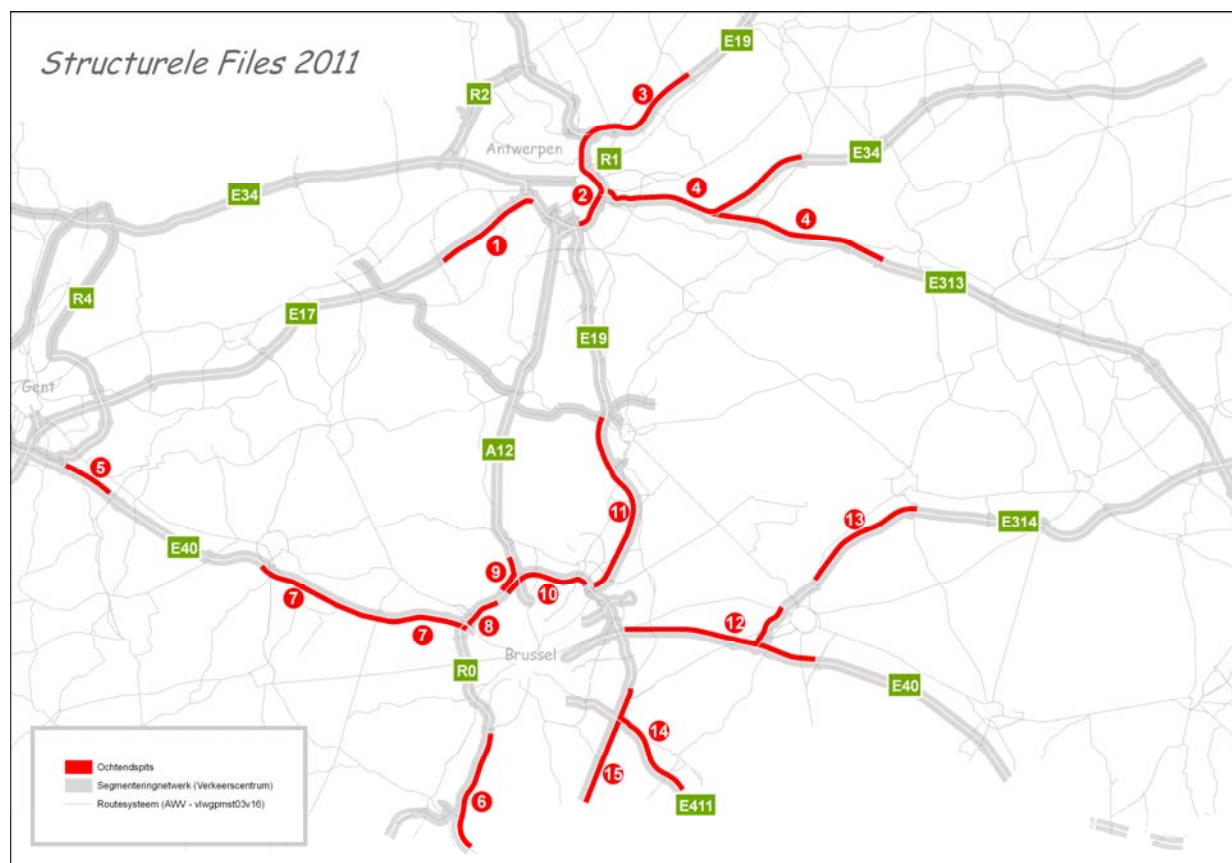 Structurele Files 2011
E19
R2
3
Antwerpen
R1
E34
E34
2
4
1
4
R4
E313
E17
E19
Gent
A12
5
11
13
E314
E40
9
10
7
7
8
12
Brussel
R0
E40
14
15
6
E411
Ochtendspits
Segmenteringnetwerk (Verkeerscentrum)
Routesysteem (AWV - vlwgpmst03v16)